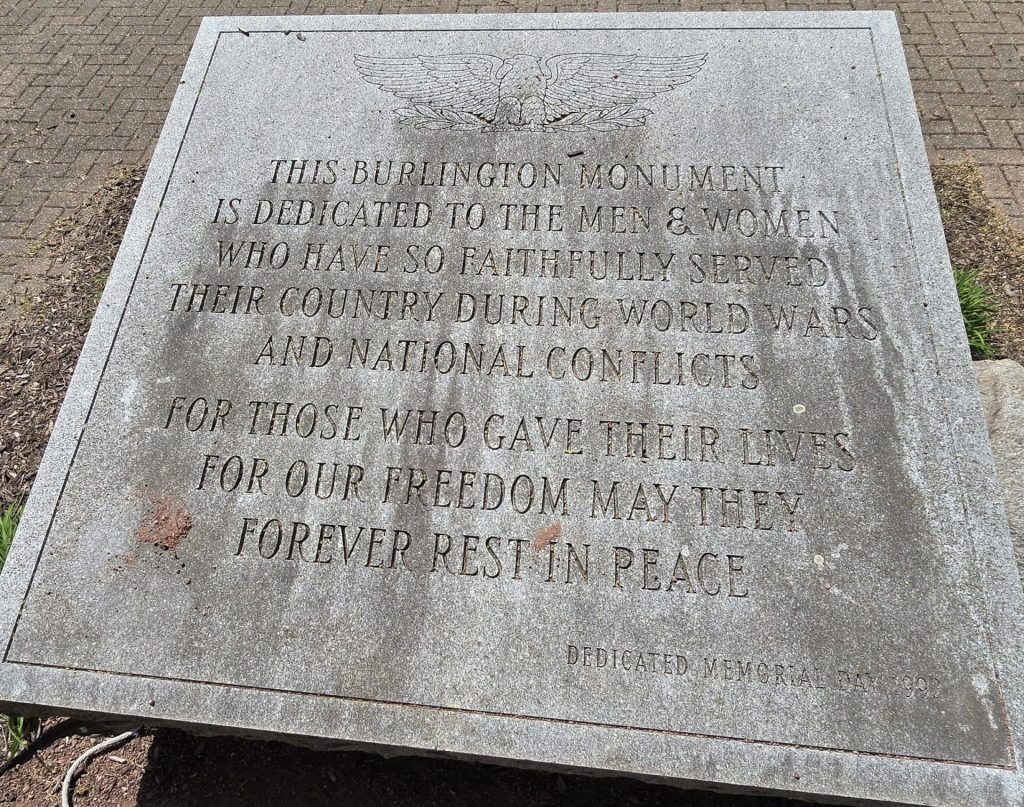 THIS BURLINGTON MONUMENT
IS DEDICATED TO THE MEN & WOMEN
WHO HAVE SO FAITHFULLY SERVED
THEIR COUNTRY DURING WORLD WARS
AND NATIONAL CONFLICTS
FOR THOSE WHO GAVE THEIR LIVES
FOR OUR FREEDOM MAY THEY
FOREVER REST IN PEACE
DEDICATED MEMORIAL DAY 1992